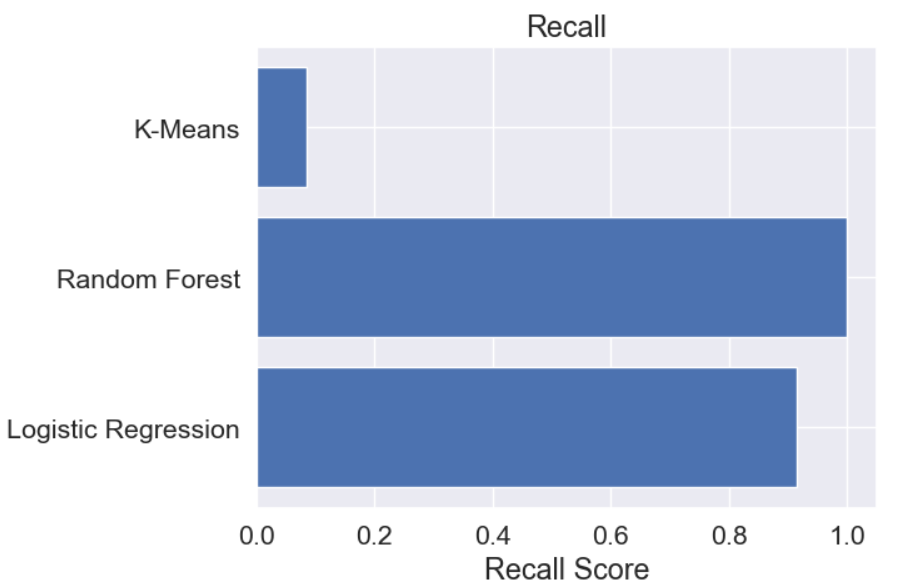 Recall
K-Means
Random Forest
Logistic Regression
0.0 0.2 0.4 0.6 0.8 1.0
Recall Score